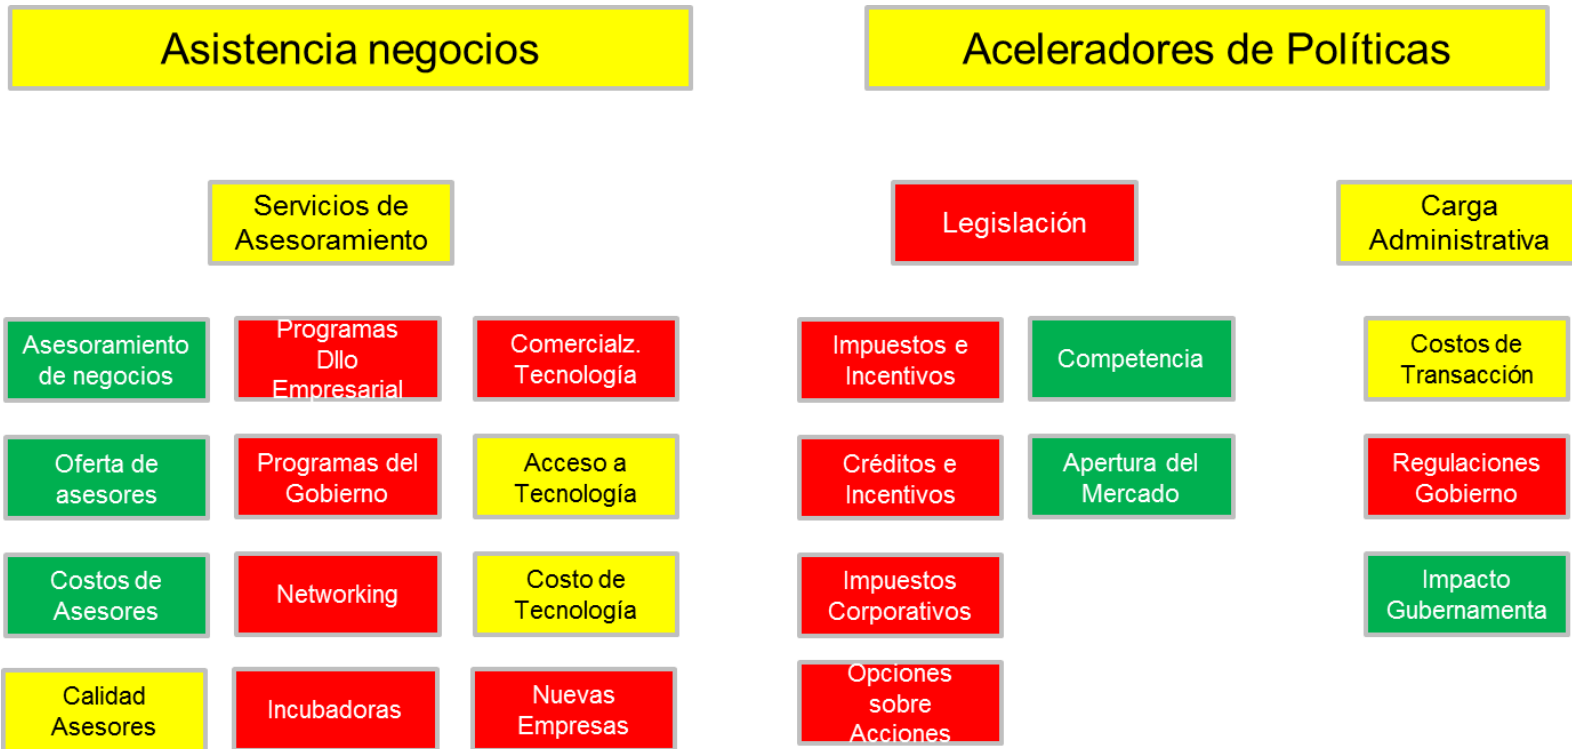 Asistencia negocios
Aceleradores de Políticas
Servicios de
Asesoramiento
Legislación
Carga
Administrativa
Asesoramiento
de negocios
Programas
Dllo
Empresarial
Comercialz.
Tecnología
Impuestos e
Incentivos
Competencia
Costos de
Transacción
Oferta de
asesores
Programas del
Gobierno
Acceso a
Tecnología
Créditos e
Incentivos
Apertura del
Mercado
Regulaciones
Gobierno
Costos de
Asesores
Networking
Costo de
Tecnología
Impuestos
Corporativos
Impacto
Gubernamenta
Calidad
Asesores
Incubadoras
Nuevas
Empresas
Opciones
sobre
Acciones